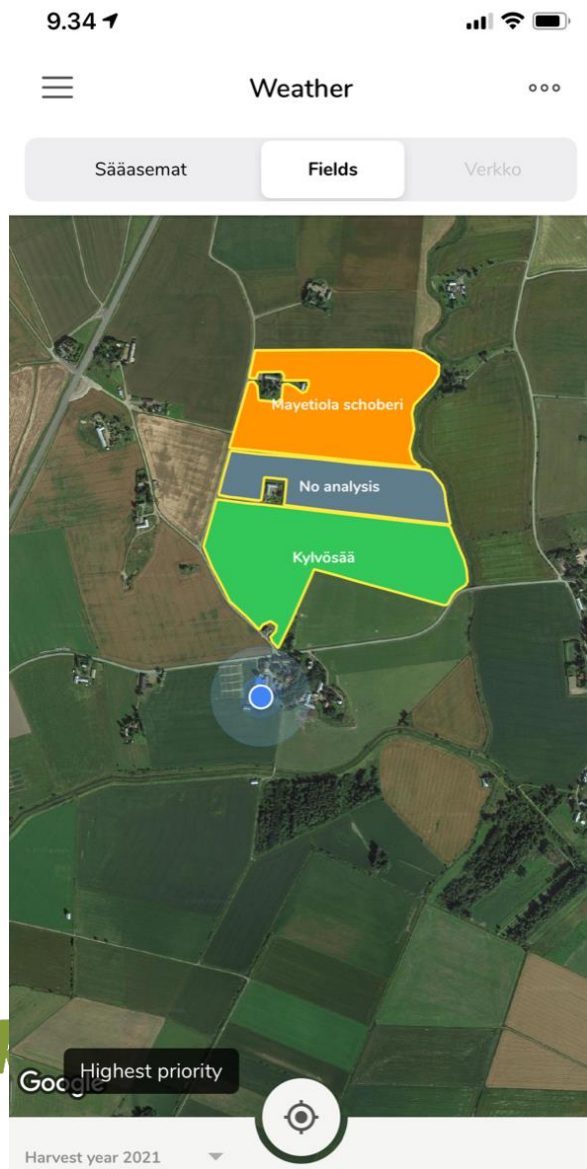 9.34
Weather
Sääasemat Fields Verkko
Mayetiola schoberi
No analysis
Kylvösää
Highest priority
Google
Harvest year 2021